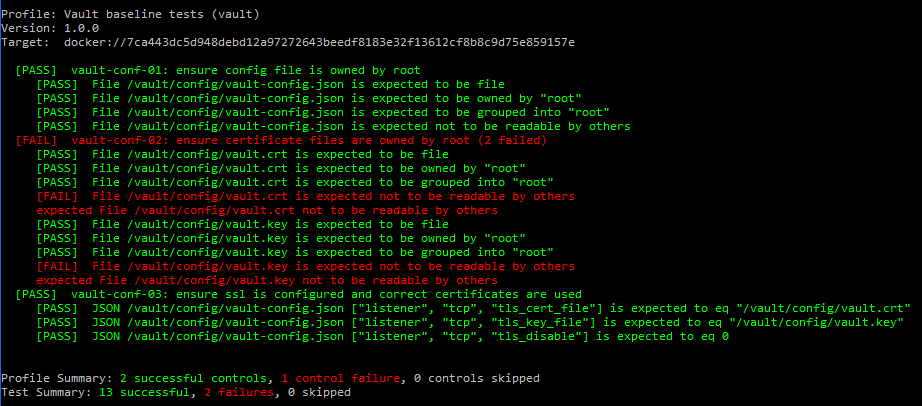 Profile: Vault baseline tests (vault)
Version: 1.0.0
Target:  docker://7ca443dc5d948debd12a97272643beedf8183e32f13612cf8b8c9d75e859157e
[PASS]  vault-conf-01: ensure config file is owned by root
[PASS]  File /vault/config/vault-config.json is expected to be file
[PASS]  File /vault/config/vault-config.json is expected to be owned by "root"
[PASS]  File /vault/config/vault-config.json is expected to be grouped into "root"
[PASS]  File /vault/config/vault-config.json is expected not to be readable by others
[FAIL]  vault-conf-02: ensure certificate files are owned by root (2 failed)
[PASS]  File /vault/config/vault.crt is expected to be file
[PASS]  File /vault/config/vault.crt is expected to be owned by "root"
[PASS]  File /vault/config/vault.crt is expected to be grouped into "root"
[FAIL]  File /vault/config/vault.crt is expected not to be readable by others
expected File /vault/config/vault.crt not to be readable by others
[PASS]  File /vault/config/vault.key is expected to be file
[PASS]  File /vault/config/vault.key is expected to be owned by "root"
[PASS]  File /vault/config/vault.key is expected to be grouped into "root"
[FAIL]  File /vault/config/vault.key is expected not to be readable by others
expected File /vault/config/vault.key not to be readable by others
[PASS]  vault-conf-03: ensure ssl is configured and correct certificates are used
[PASS]  JSON /vault/config/vault-config.json ["listener", "tcp", "tls_cert_file"] is expected to eq "/vault/config/vault.crt"
[PASS]  JSON /vault/config/vault-config.json ["listener", "tcp", "tls_key_file"] is expected to eq "/vault/config/vault.key"
[PASS]  JSON /vault/config/vault-config.json ["listener", "tcp", "tls_disable"] is expected to eq 0
Profile Summary: 2 successful controls, 1 control failure, 0 controls skipped
Test Summary: 13 successful, 2 failures, 0 skipped